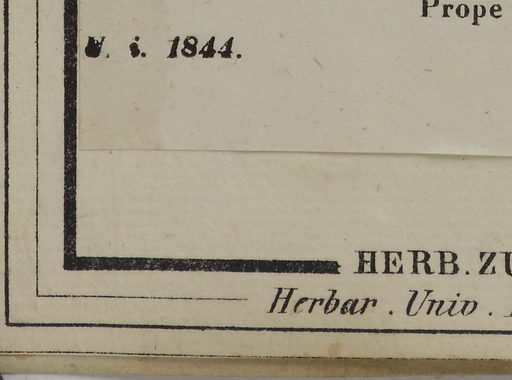 Prope
U. i. 1844.
HERB. ZU
Herbar. Univ.